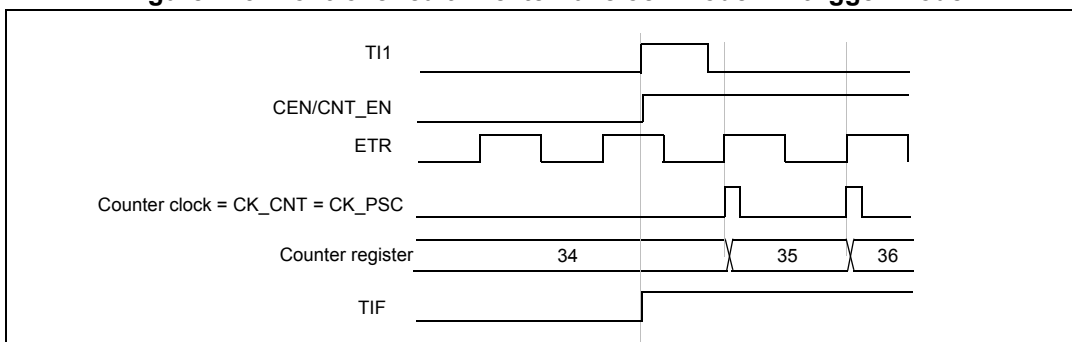 TI1
CEN/CNT_EN
ETR
Counter clock = CK_CNT = CK_PSC
Counter register
34
35
36
TIF